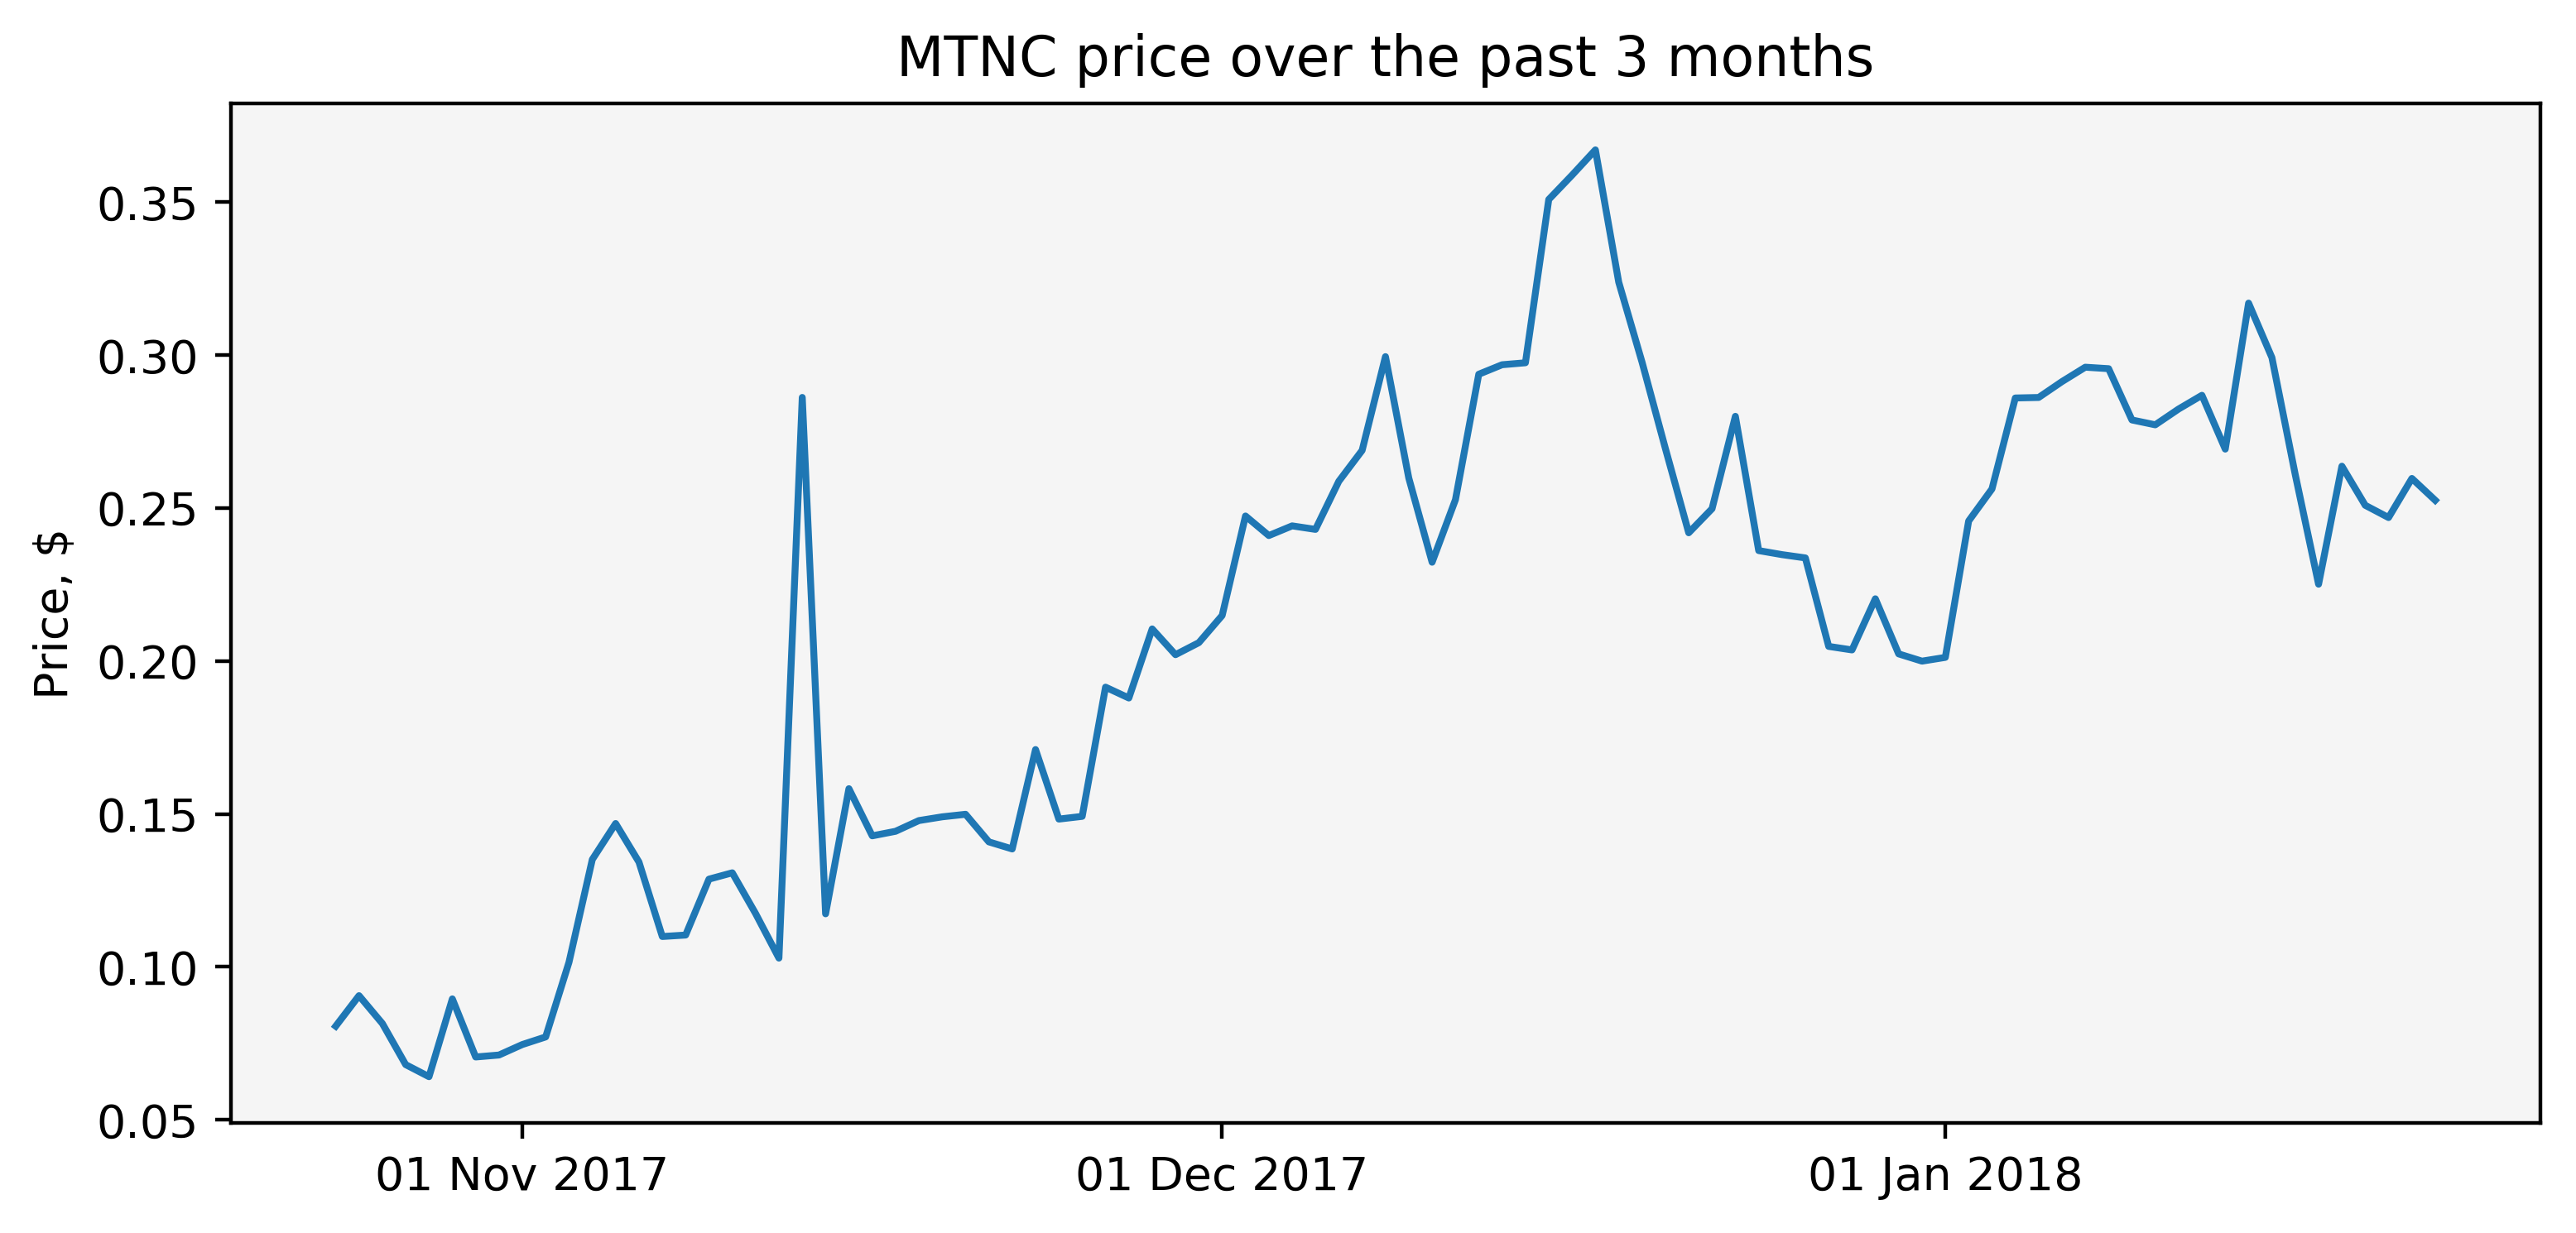 MTNC price over the past 3 months
Price, $
0.35
0.30
0.25
0.20
0.15
0.10
0.05
01 Nov 2017
01 Dec 2017
01 Jan 2018